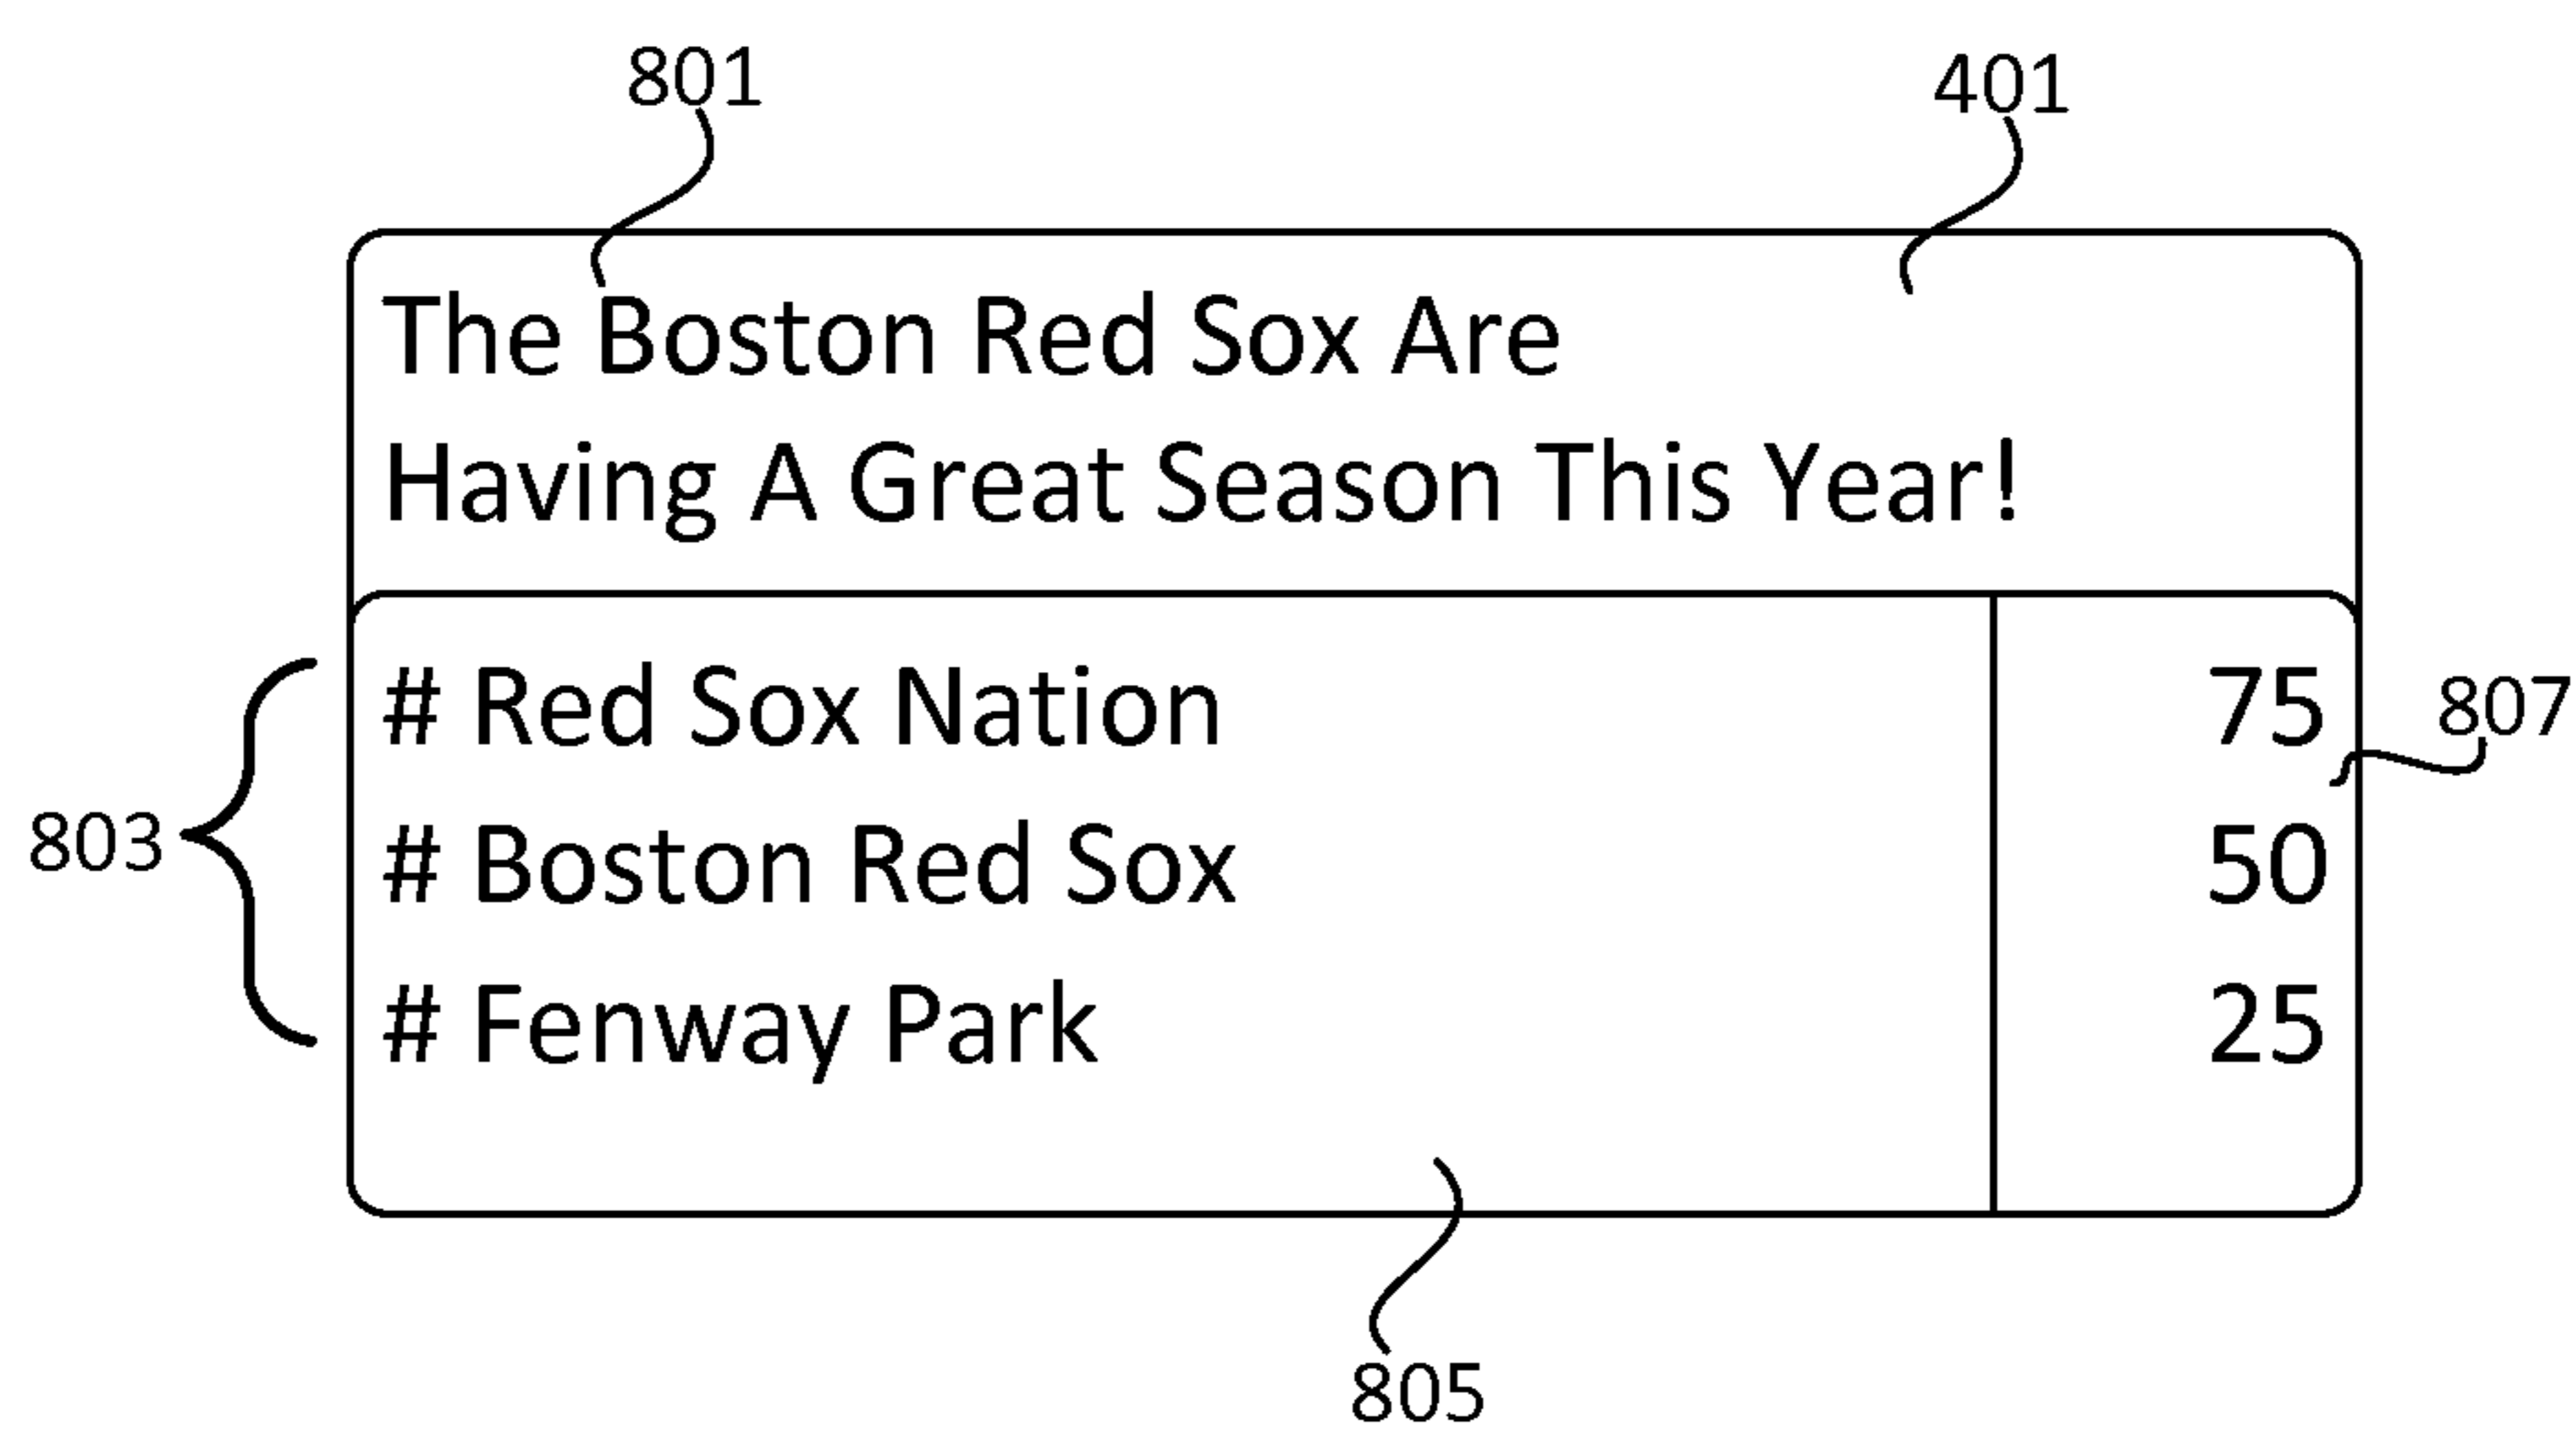 801 401
The Boston Red Sox Are
Having A Great Season This Year!
# Red Sox Nation 75
807
# Boston Red Sox 50
803
# Fenway Park 25
805